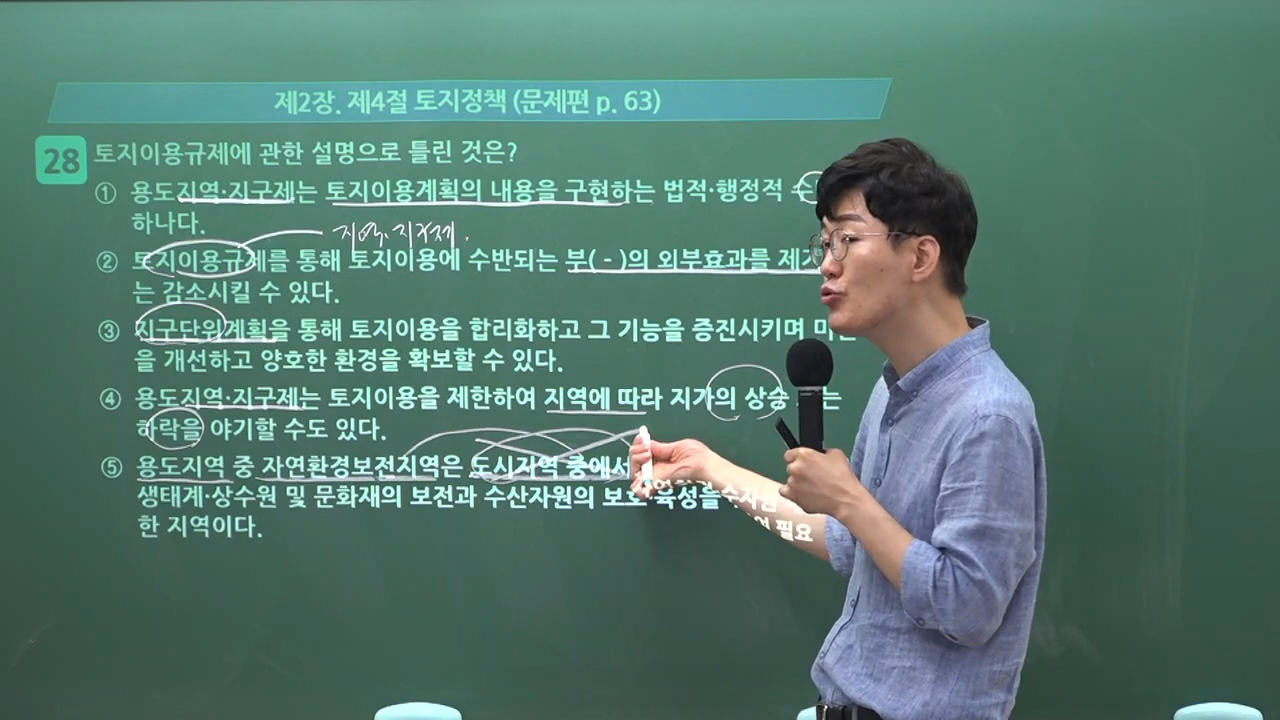 제2장. 제4절 토지정책 (문제편 p. 63)
28 토지이용규제에 관한 설명으로 틀린 것은?
① 용도지역·지구제는 토지이용계획의 내용을 구현하는 법적·행정적
하나다.
지역·지구제.
② 토지이용규제를 통해 토지이용에 수반되는 부( - )의 외부효과를
는 감소시킬 수 있다.
③ 지구단위계획을 통해 토지이용을 합리화하고 그 기능을 증진시키며
을 개선하고 양호한 환경을 확보할 수 있다.
④ 용도지역·지구제는 토지이용을 제한하여 지역에 따라 지가의 상승
하락을 야기할 수도 있다.
⑤ 용도지역 중 자연환경보전지역은 도시지역 중에서
생태계·상수원 및 문화재의 보전과 수산자원의 보호·육성을 필요
한 지역이다.